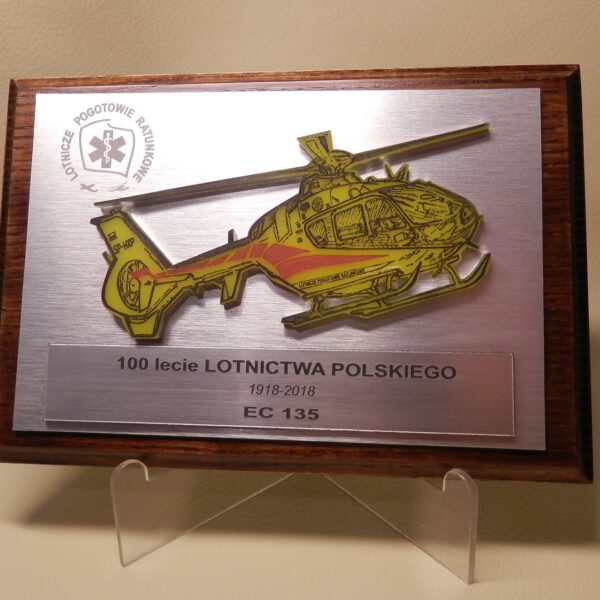 LOTNICZE POGOTOWIE RATUNKOWE
100 lecie LOTNICTWA POLSKIEGO
1918-2018
EC 135